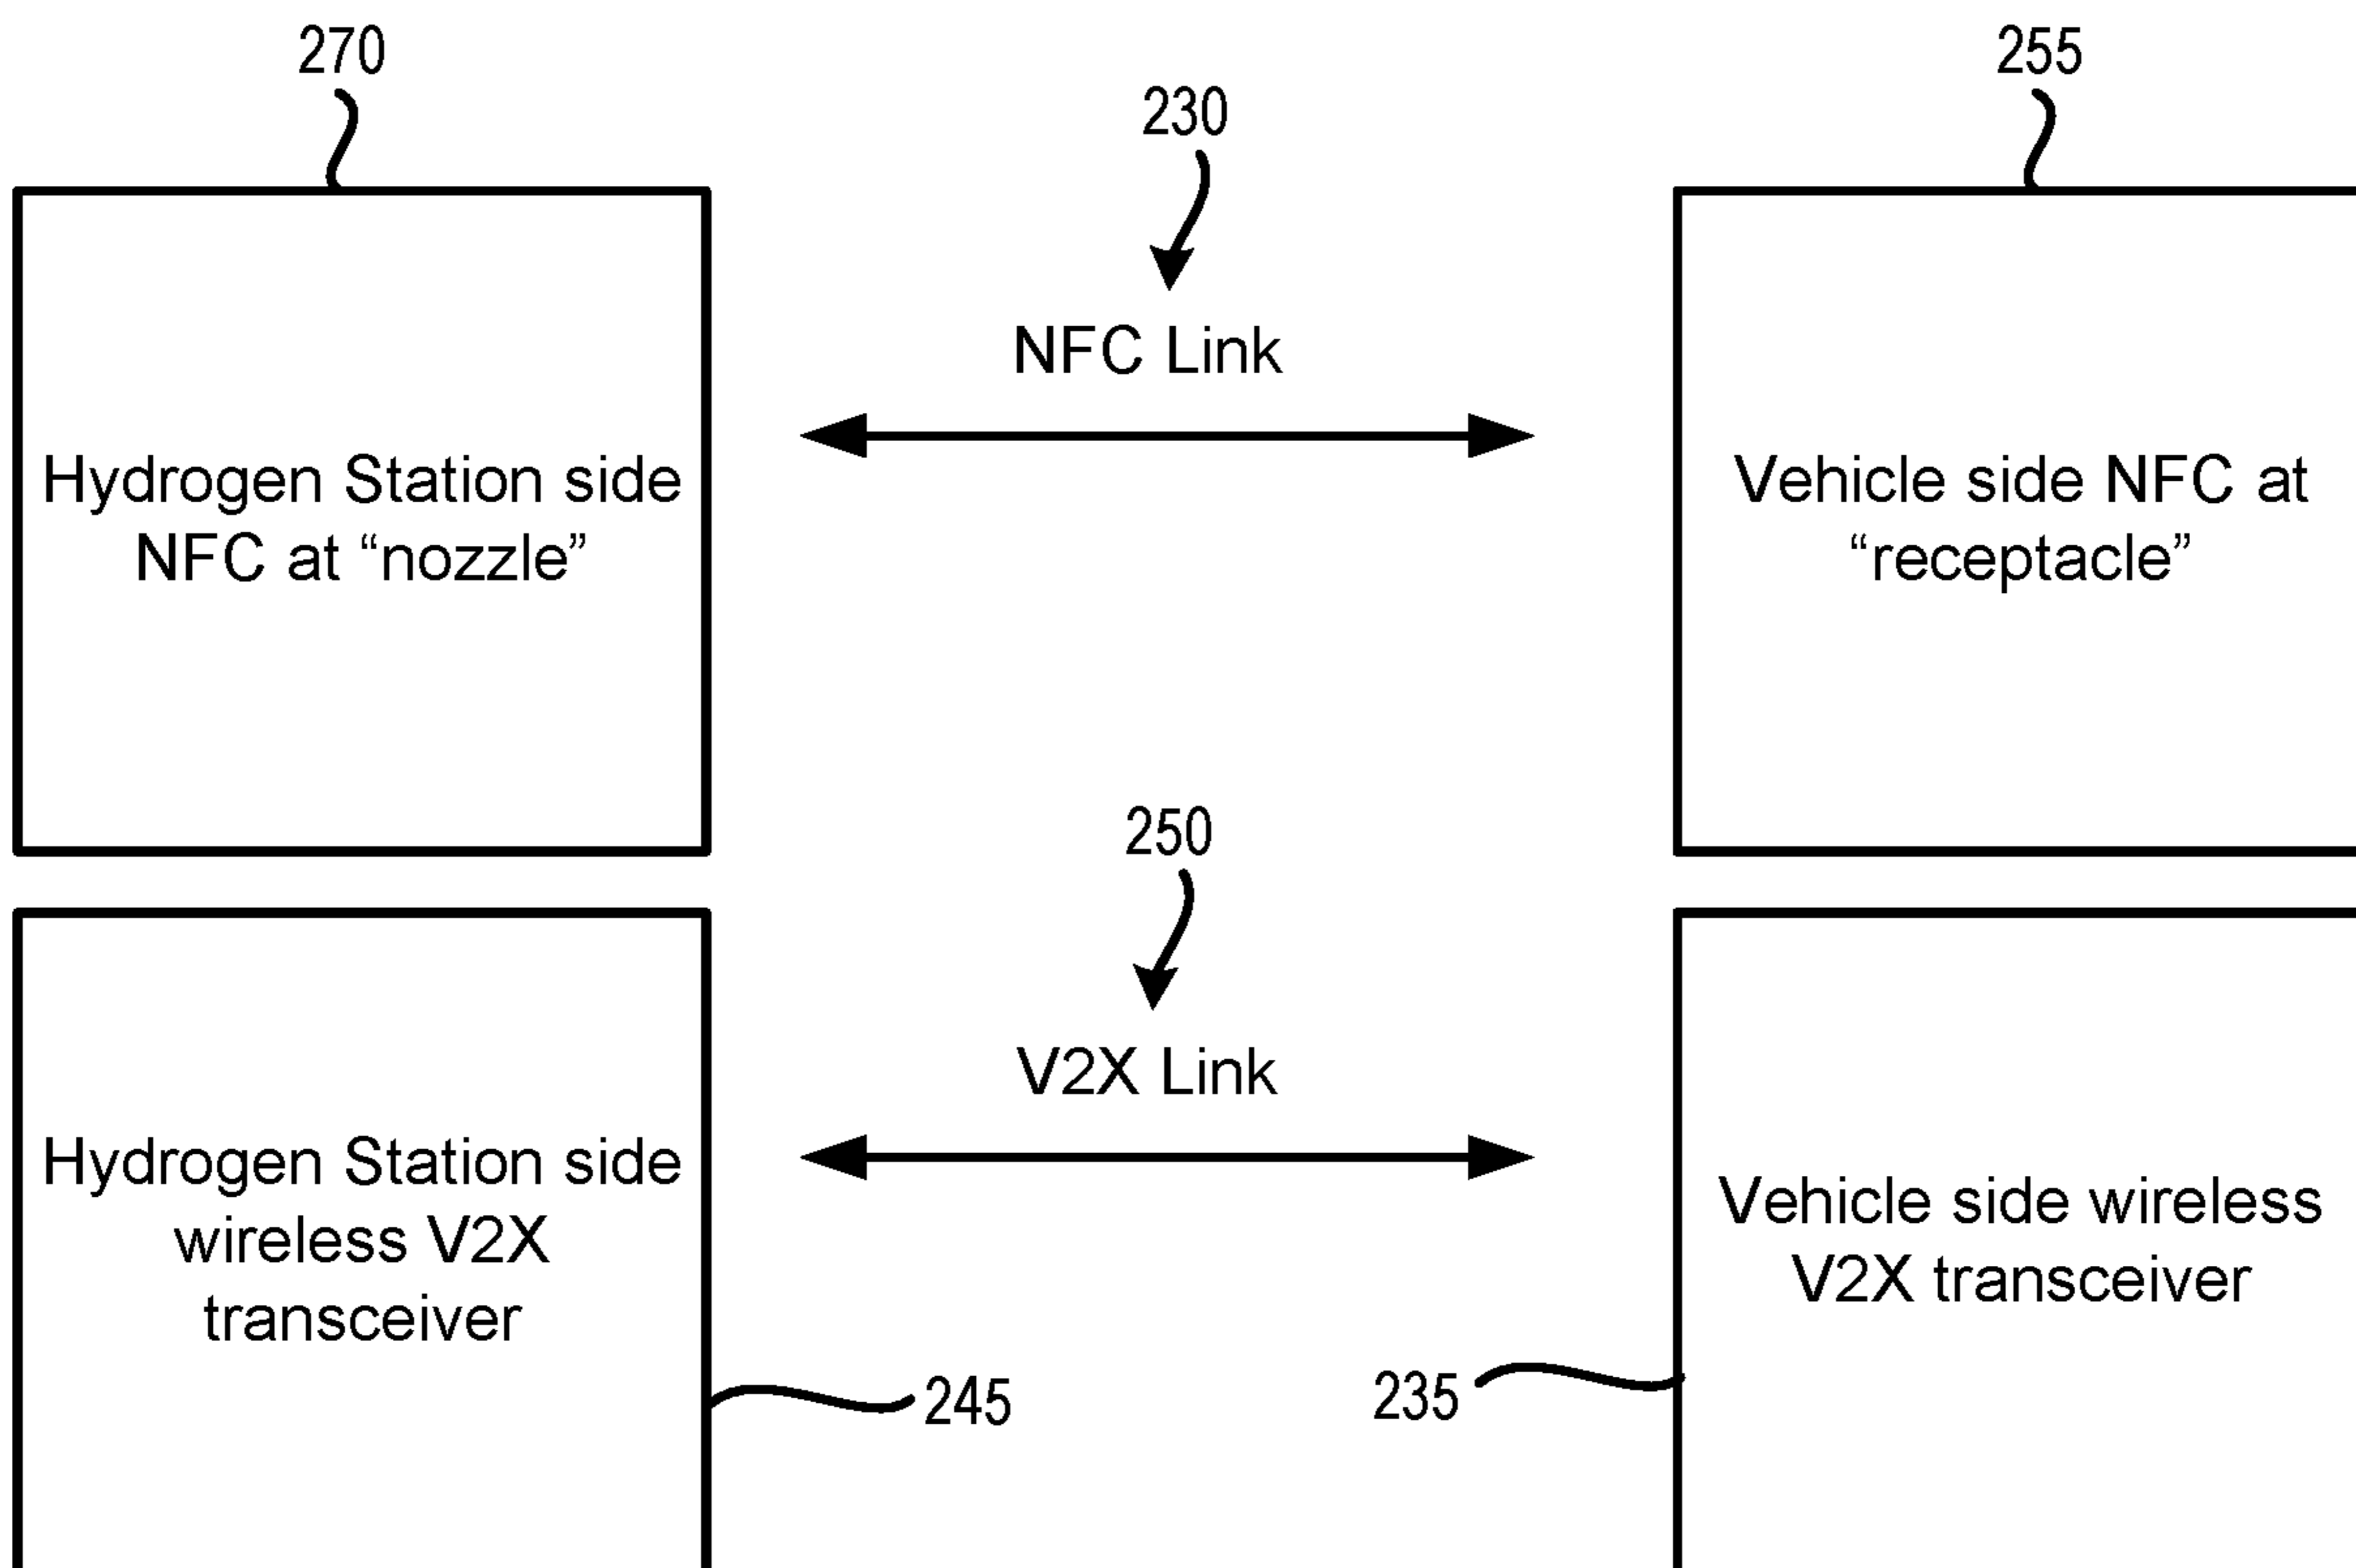 270
255
230
NFC Link
Hydrogen Station side
NFC at “nozzle”
Vehicle side NFC at
“receptacle”
250
V2X Link
Hydrogen Station side
wireless V2X
transceiver
Vehicle side wireless
V2X transceiver
245
235